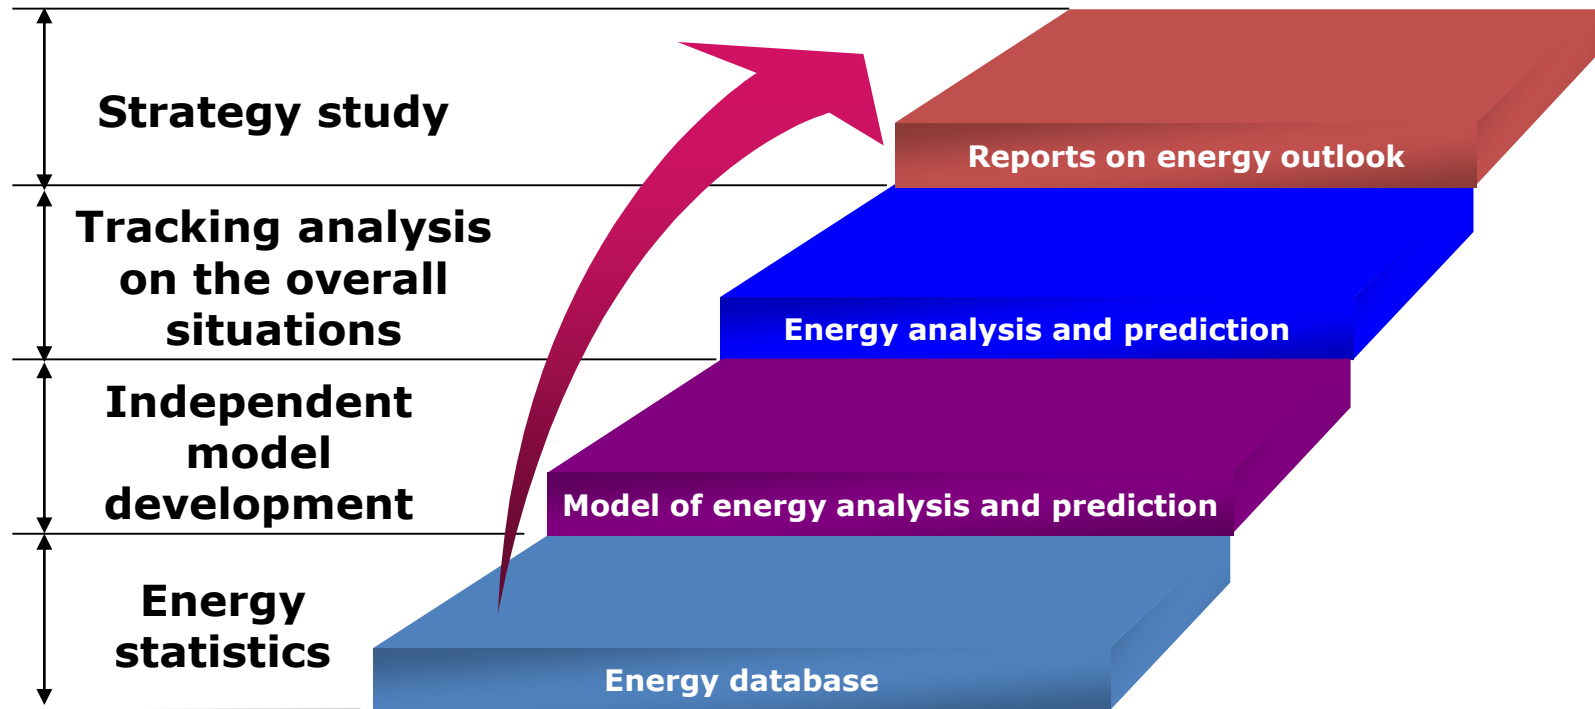 Strategy study
Reports on energy outlook
Tracking analysis
on the overall
situations
Energy analysis and prediction
Independent
model
development
Model of energy analysis and prediction
Energy
statistics
Energy database